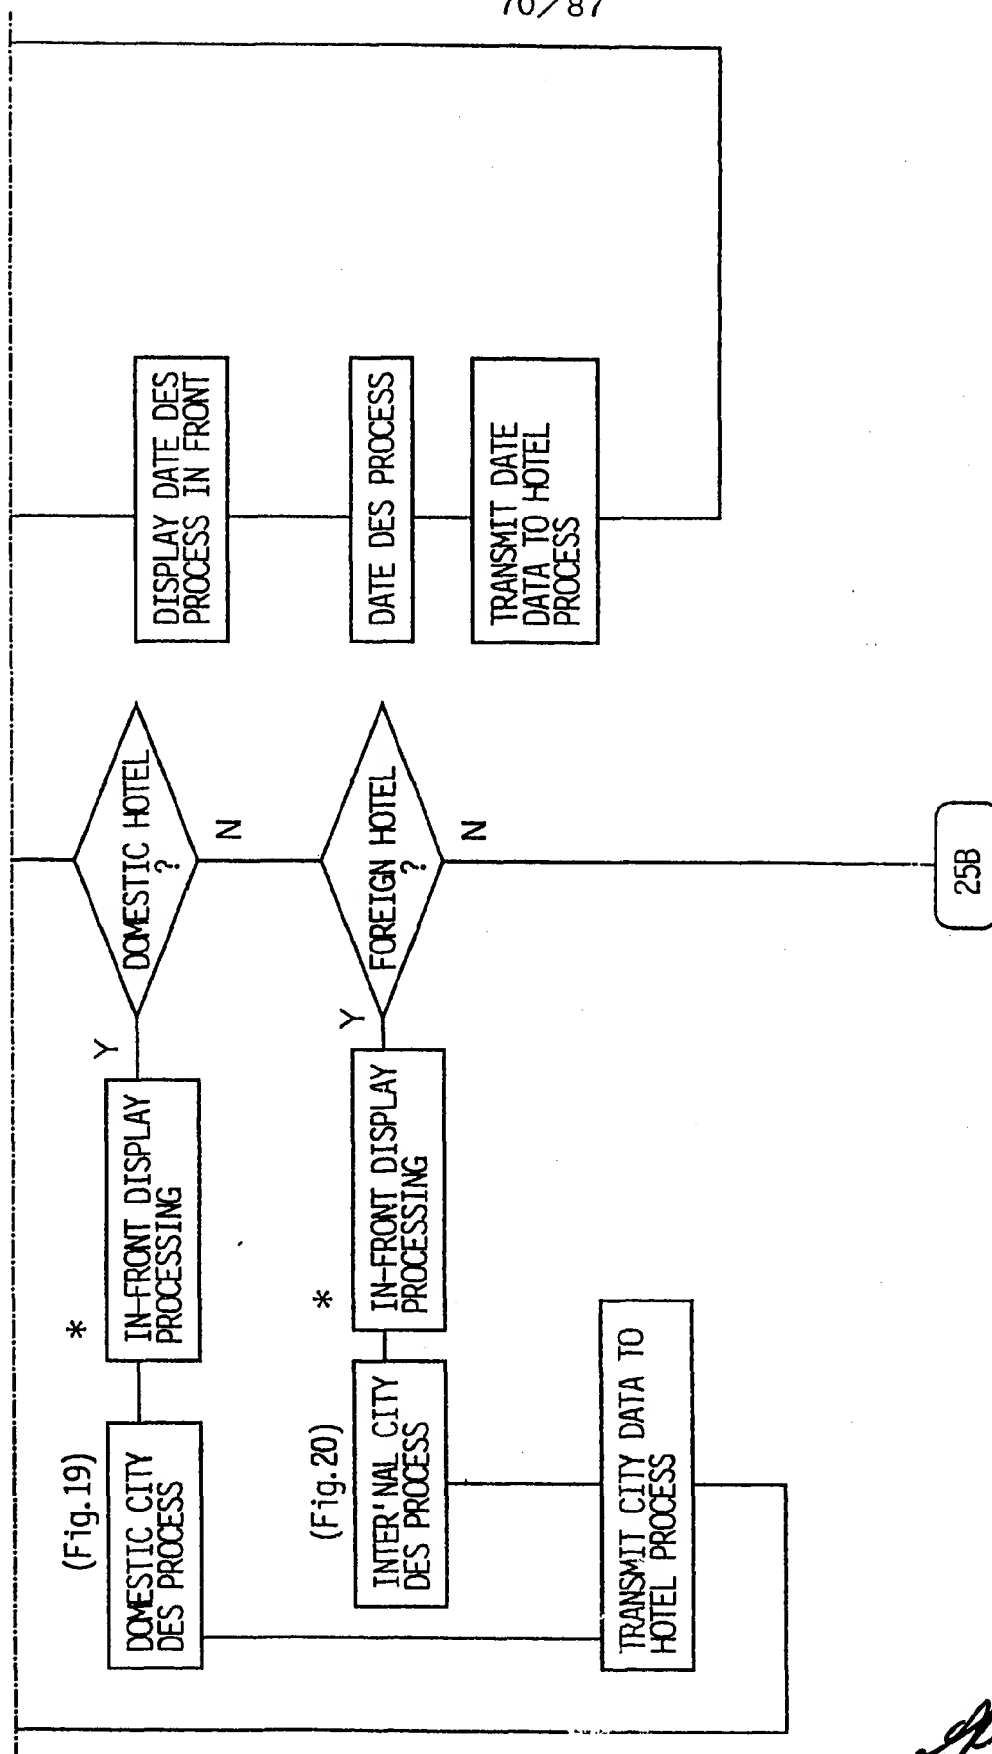 70/87
(Fig.19)
DOMESTIC CITY
DES PROCESS
*
IN-FRONT DISPLAY
PROCESSING
Y
DOMESTIC HOTEL
?
N
DISPLAY DATE DES
PROCESS IN FRONT
(Fig.20)
INTER'NAL CITY
DES PROCESS
*
IN-FRONT DISPLAY
PROCESSING
Y
FOREIGN HOTEL
?
N
DATE DES PROCESS
TRANSMIT DATE
DATA TO HOTEL
PROCESS
TRANSMIT CITY DATA TO
HOTEL PROCESS
25B